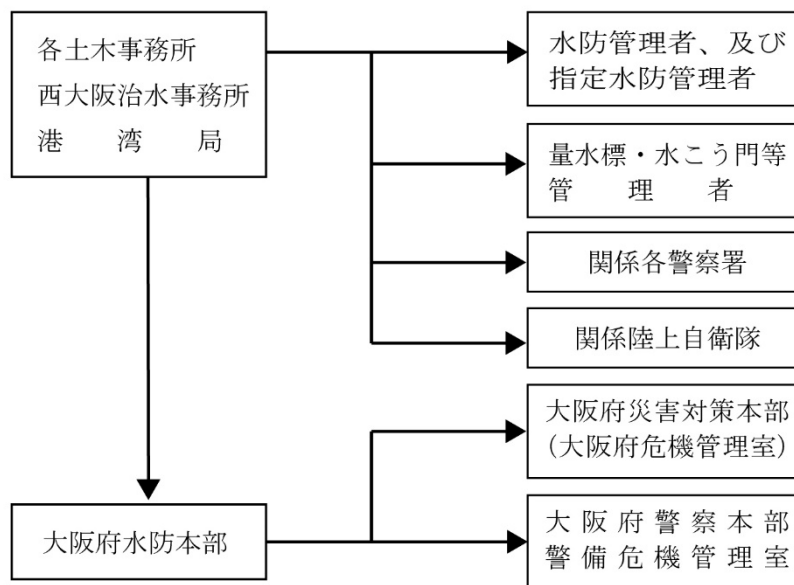 各土木事務所
西大阪治水事務所
港湾局
水防管理者、及び
指定水防管理者
量水標・水こう門等
管理者
関係各警察署
関係陸上自衛隊
大阪府災害対策本部
(大阪府危機管理室)
大阪府水防本部
大阪府警察本部
警備危機管理室